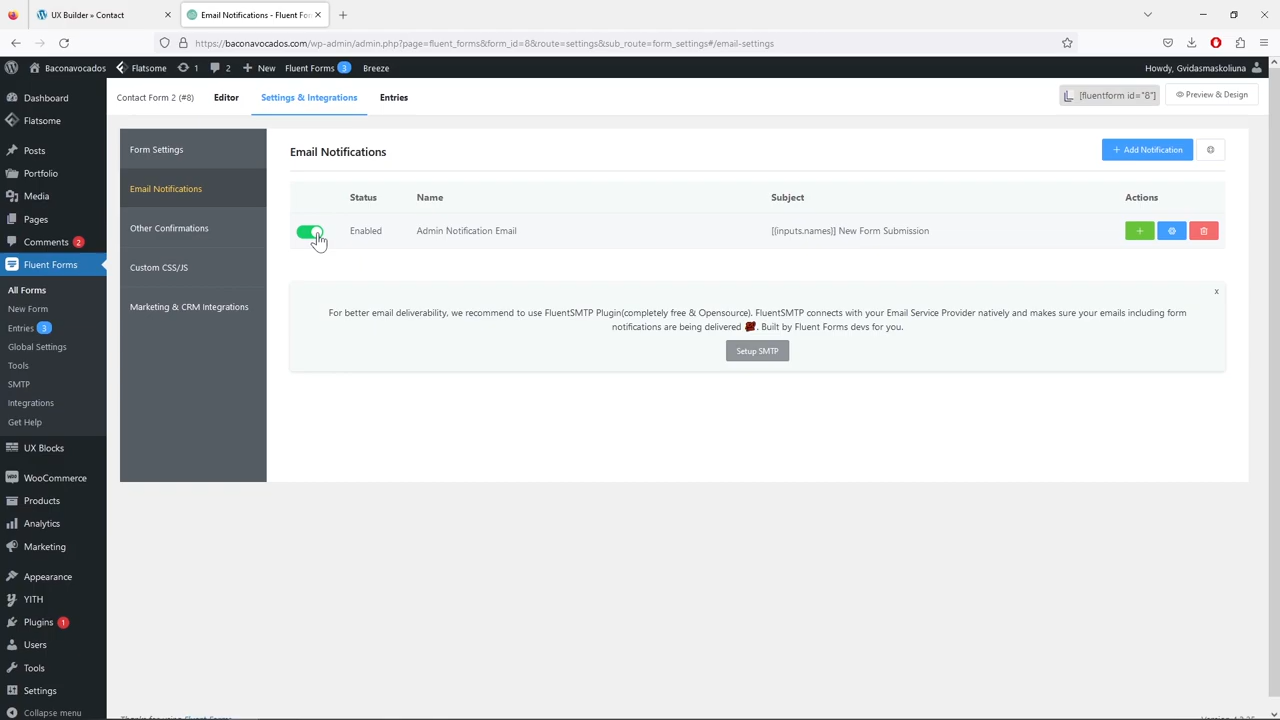 UX Builder • Contact
Email Notifications - Fluent For
https://baconavocados.com/wp-admin/admin.php?page=fluent_forms&form_id=8&route=settings&sub_route=form_settings#/email-settings
Baconavocados
Flatsome
1
2
New
Fluent Forms 3
Breeze
Howdy, Gvidasmaskoliuna
Dashboard
Flatsome
Posts
Portfolio
Media
Pages
Comments 2
Fluent Forms
All Forms
New Form
Entries 3
Global Settings
Tools
SMTP
Integrations
Get Help
UX Blocks
WooCommerce
Products
Analytics
Marketing
Appearance
YITH
Plugins 1
Users
Tools
Settings
Collapse menu
Contact Form 2 (#8)
Editor
Settings & Integrations
Entries
[fluentform id="8"]
Preview & Design
Form Settings
Email Notifications
Other Confirmations
Custom CSS/JS
Marketing & CRM Integrations
Email Notifications
+ Add Notification
Status Name Subject Actions
Enabled Admin Notification Email [{inputs.names}] New Form Submission
x
For better email deliverability, we recommend to use FluentSMTP Plugin(completely free & Opensource). FluentSMTP connects with your Email Service Provider natively and makes sure your emails including form
notifications are being delivered . Built by Fluent Forms devs for you.
Setup SMTP
Thanks for using Fluent Forms